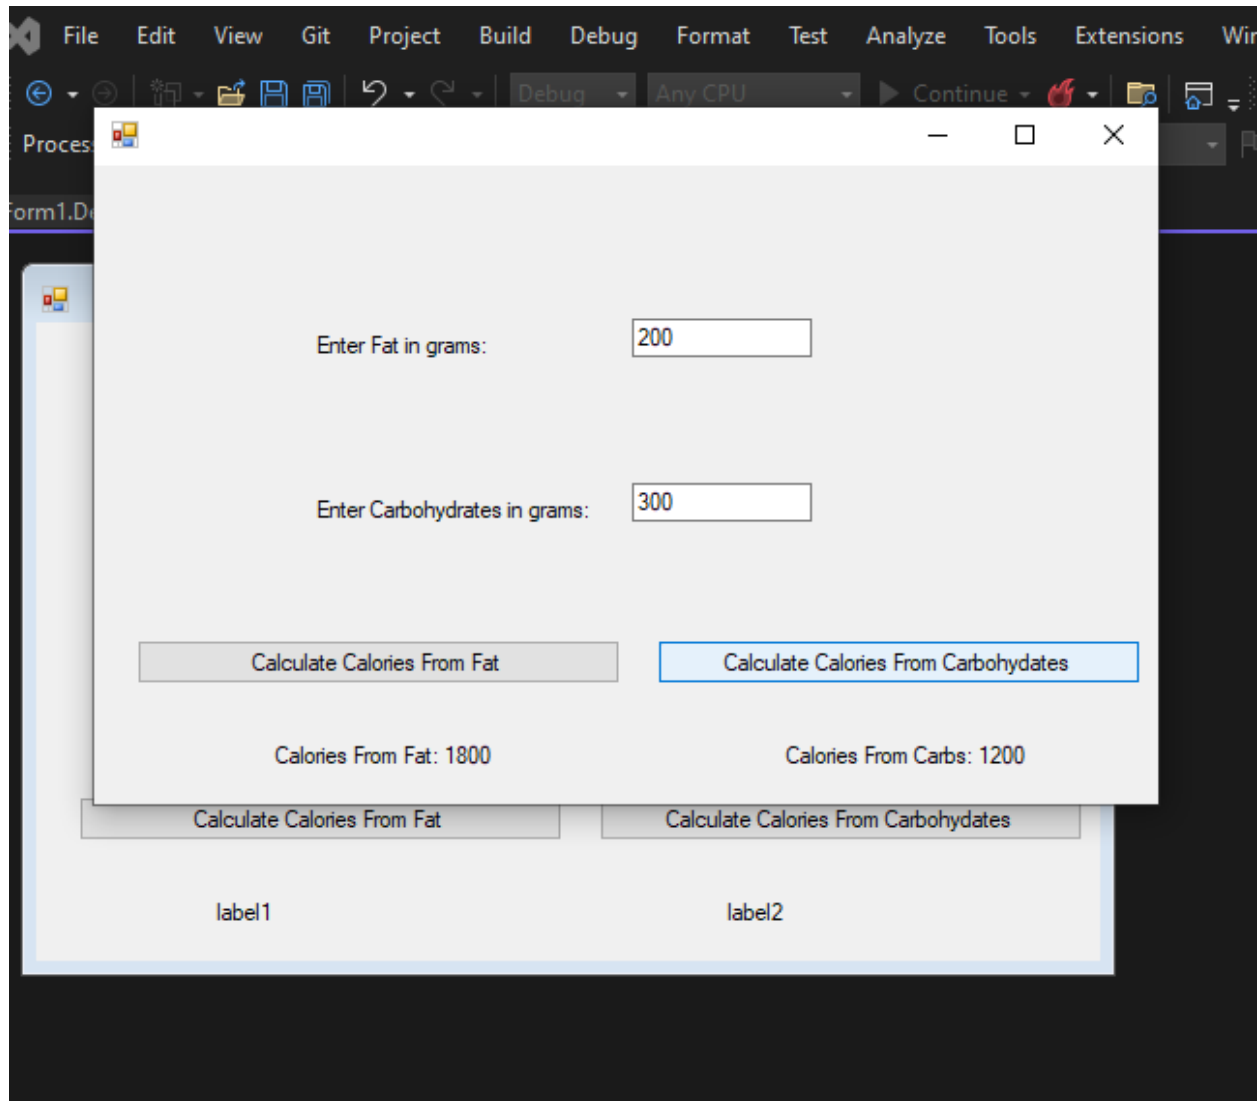 File Edit View Git Project Build Debug Format Test Analyze Tools Extensions
Debug Any CPU Continue
Enter Fat in grams: 200
Enter Carbohydrates in grams: 300
Calculate Calories From Fat Calculate Calories From Carbohydates
Calories From Fat: 1800 Calories From Carbs: 1200
Calculate Calories From Fat Calculate Calories From Carbohydates
label1 label2